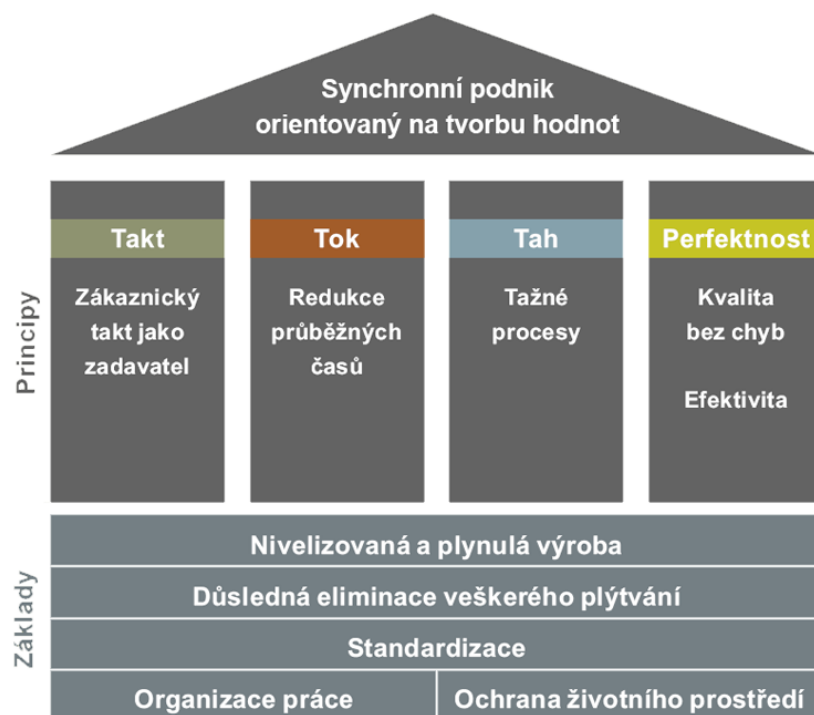 Synchronní podnik
orientovaný na tvorbu hodnot
Principy
Takt
Zákaznický
takt jako
zadavatel
Tok
Redukce
průběžných
časů
Tah
Tažné
procesy
Perfektnost
Kvalita
bez chyb
Efektivita
Základy
Nivelizovaná a plynulá výroba
Důsledná eliminace veškerého plýtvání
Standardizace
Organizace práce
Ochrana životního prostředí